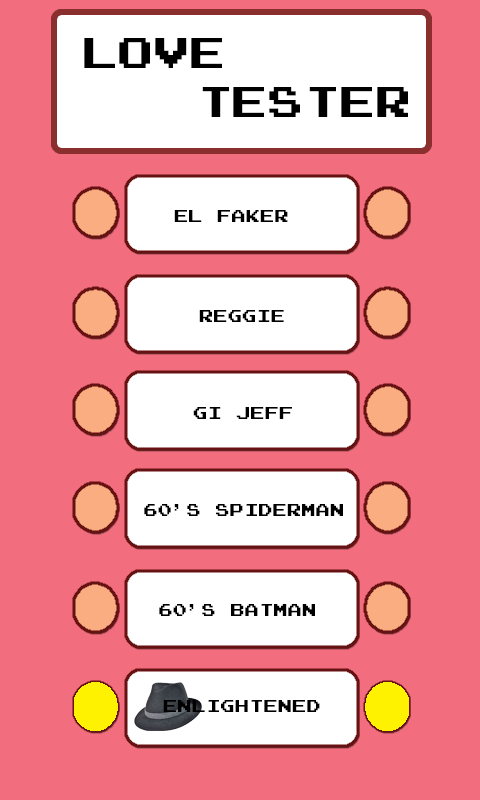 LOVE
TESTER
EL FAKER
REGGIE
GI JEFF
60'S SPIDERMAN
60'S BATMAN
ENLIGHTENED